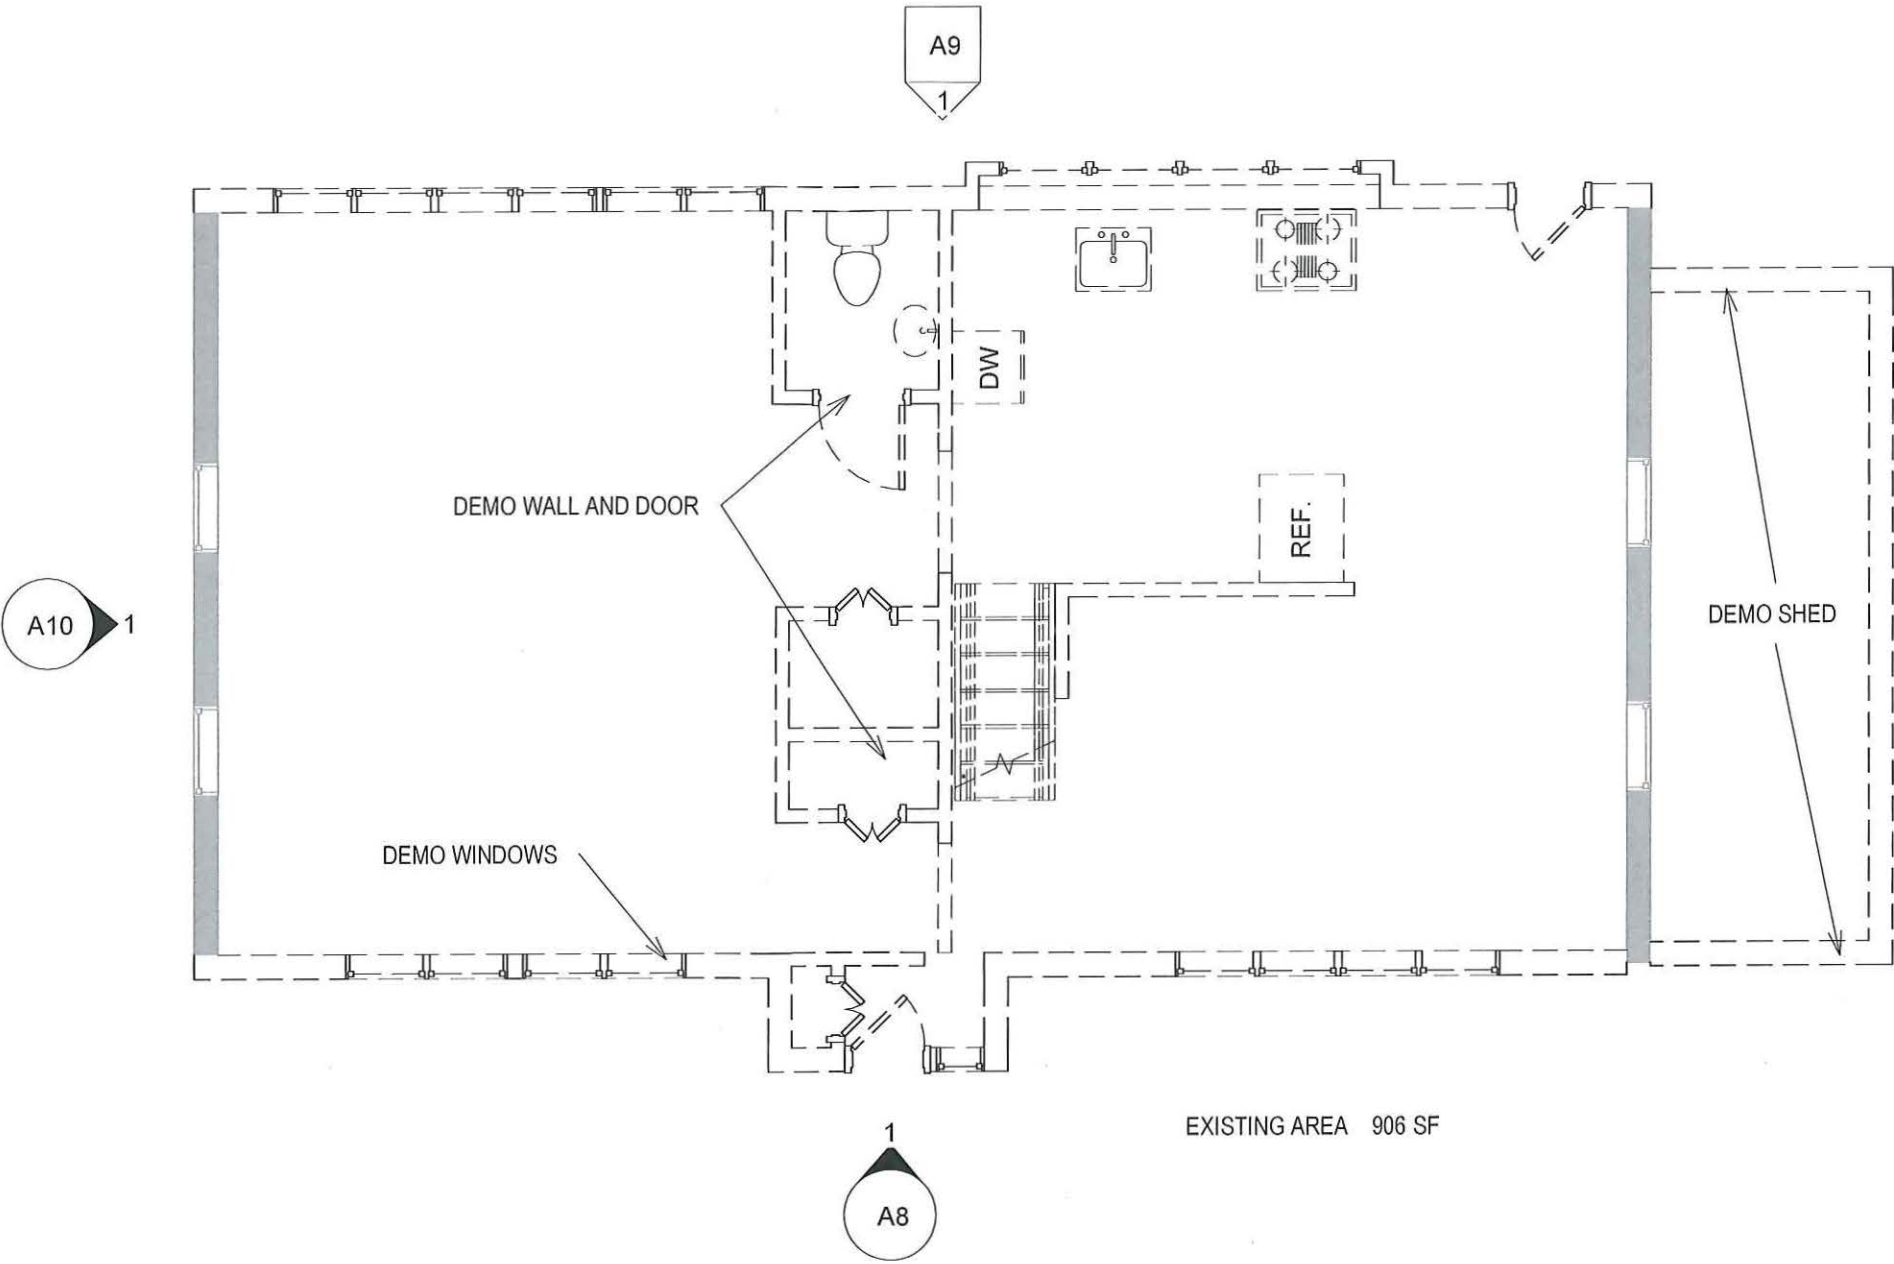 A9
1
DW
DEMO WALL AND DOOR
REF.
DEMO SHED
A10 1
DEMO WINDOWS
EXISTING AREA 906 SF
1
A8